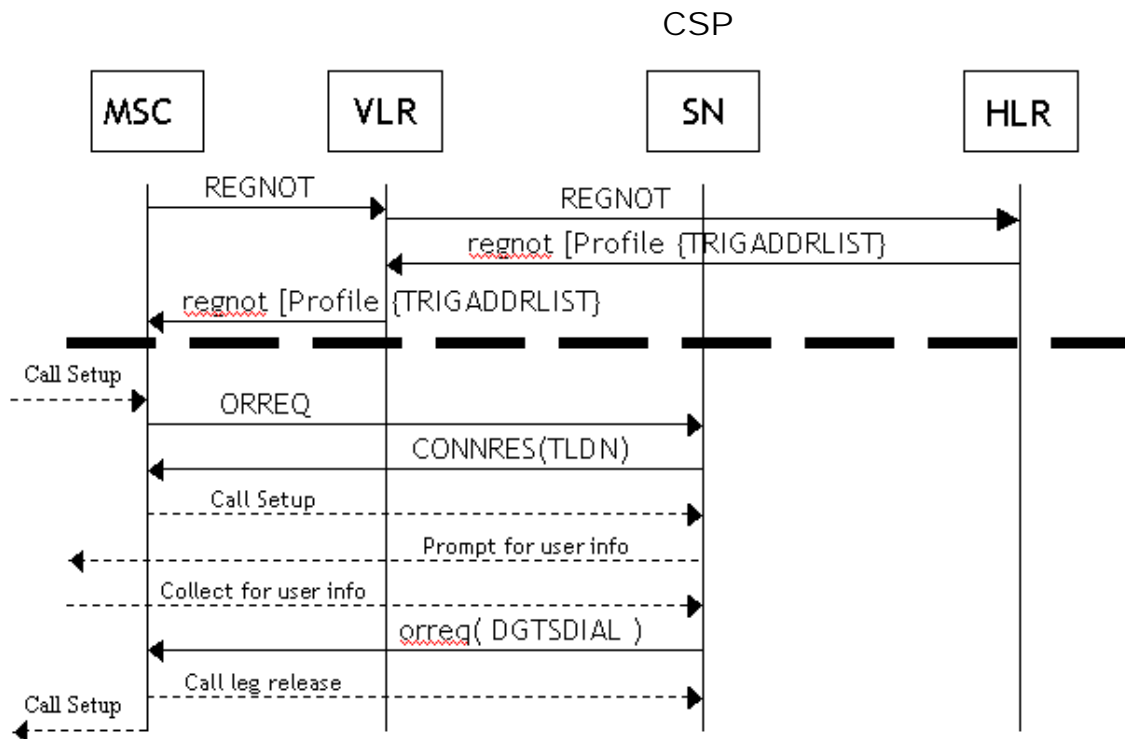 CSP
MSC
VLR
SN
HLR
REGNOT
REGNOT
regnot [Profile {TRIGADDRLIST}
regnot [Profile {TRIGADDRLIST}
Call Setup
ORREQ
CONNRES(TLDN)
Call Setup
Prompt for user info
Collect for user info
orreq( DGTSDIAL )
Call leg release
Call Setup